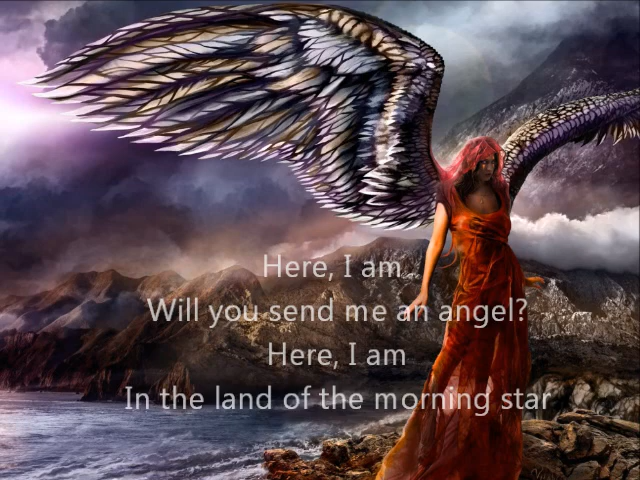 Here, I am
Will you send me an angel?
Here, I am
In the land of the morning star